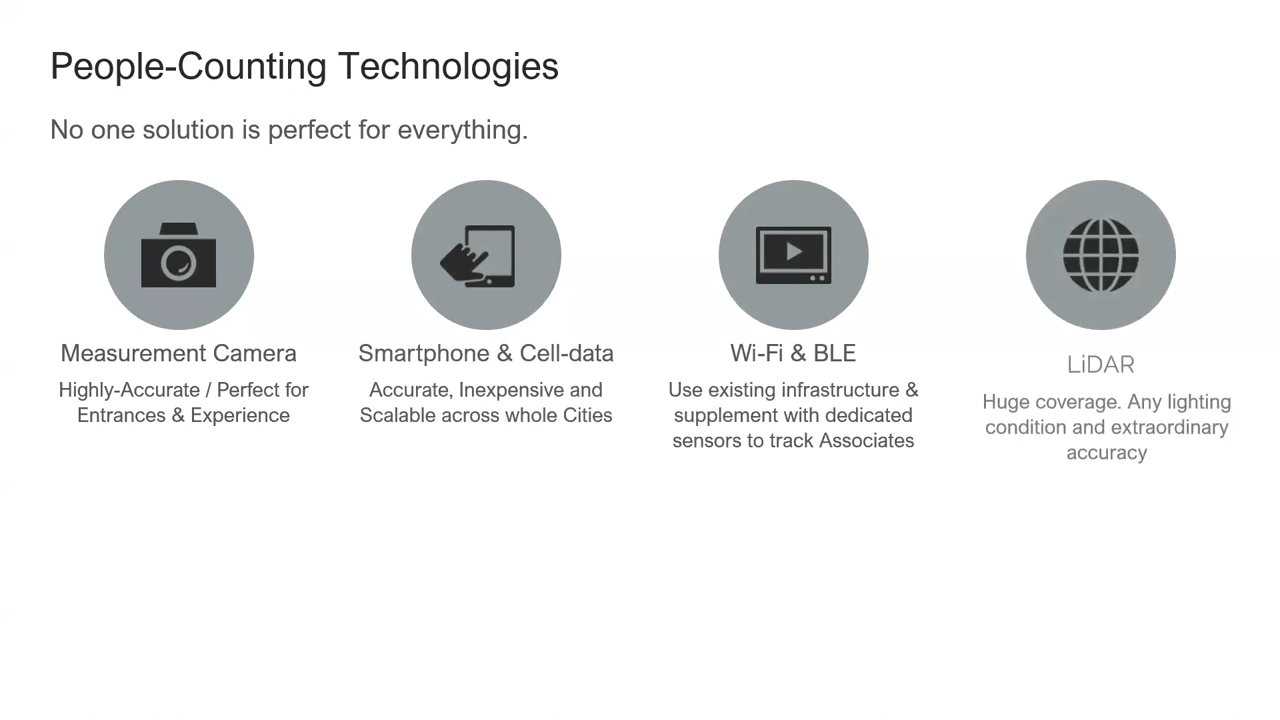 People-Counting Technologies
No one solution is perfect for everything.
Measurement Camera
Highly-Accurate / Perfect for
Entrances & Experience
Smartphone & Cell-data
Accurate, Inexpensive and
Scalable across whole Cities
Wi-Fi & BLE
Use existing infrastructure &
supplement with dedicated
sensors to track Associates
LiDAR
Huge coverage. Any lighting
condition and extraordinary
accuracy